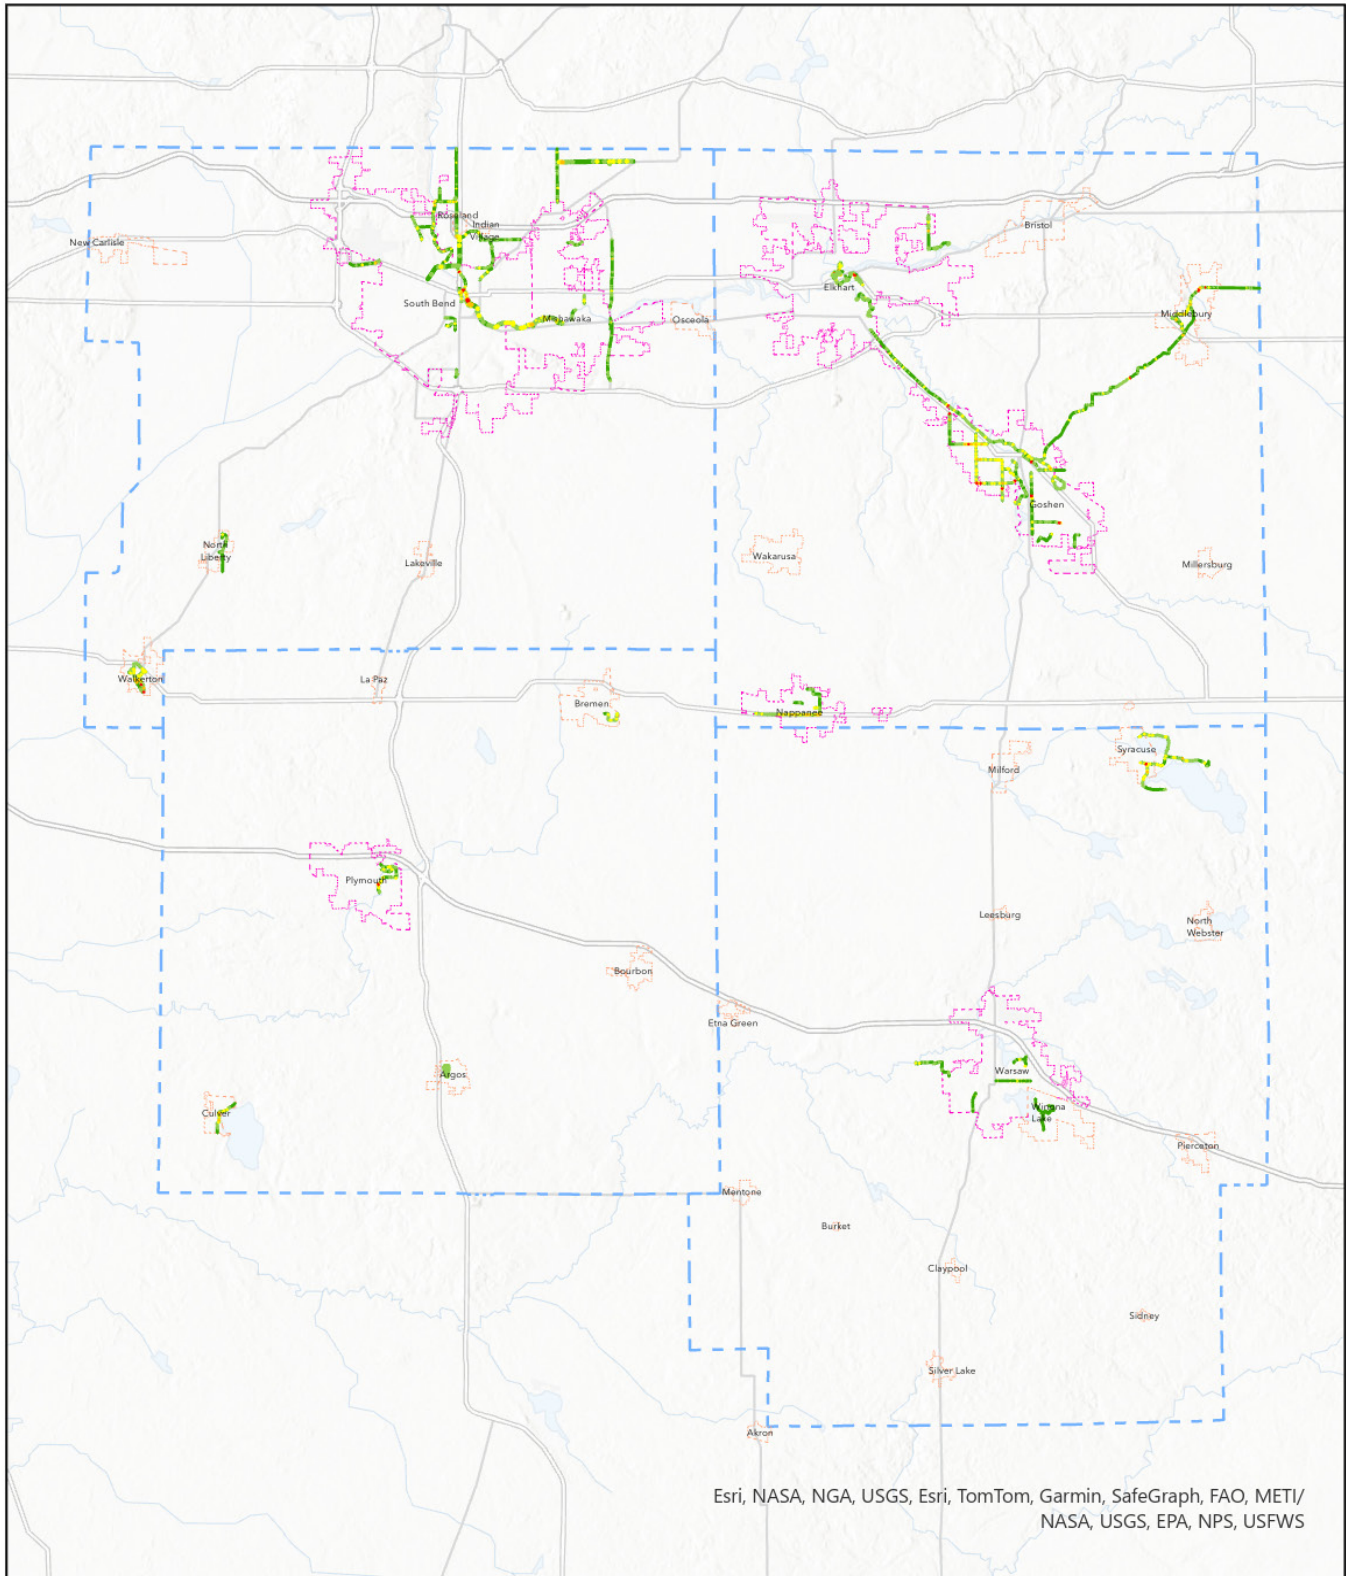 Roseland
Indian
Village
New Carlisle
Bristol
Elkhart
South Bend
Mishawaka
Osceola
Middlebury
Goshen
North
Liberty
Lakeville
Wakarusa
Millersburg
Walkerton
La Paz
Bremen
Nappanee
Syracuse
Milford
Plymouth
Leesburg
North
Webster
Bourbon
Etna Green
Argos
Warsaw
Culver
Winona
Lake
Pierceton
Mentone
Burket
Claypool
Sidney
Silver Lake
Akron
Esri, NASA, NGA, USGS, Esri, TomTom, Garmin, SafeGraph, FAO, METI/
NASA, USGS, EPA, NPS, USFWS